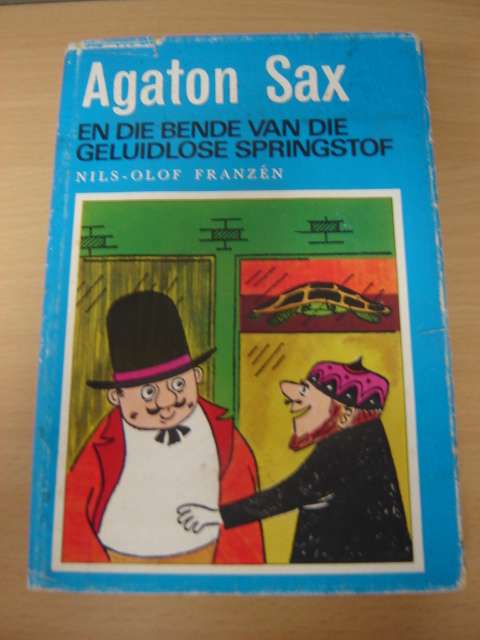 Agaton Sax
EN DIE BENDE VAN DIE
GELUIDLOSE SPRINGSTOF
NILS-OLOF FRANZÉN